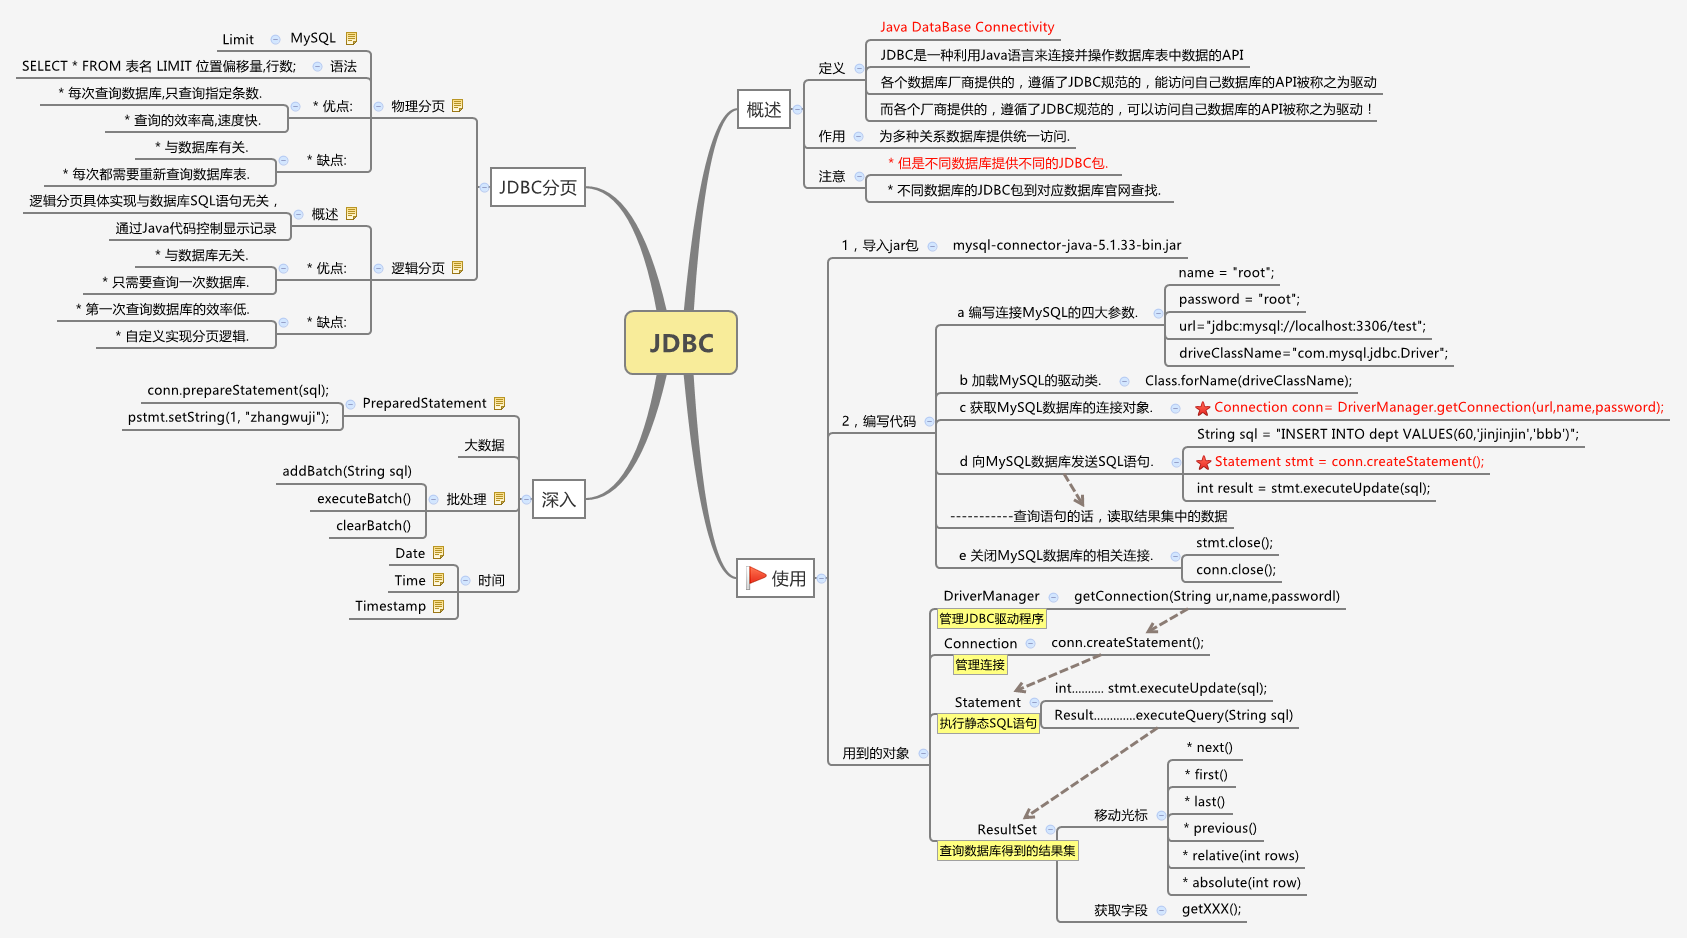 JDBC
概述
定义
Java DataBase Connectivity
JDBC是一种利用Java语言来连接并操作数据库表中数据的API
各个数据库厂商提供的，遵循了JDBC规范的，能访问自己数据库的API被称之为驱动
而各个厂商提供的，遵循了JDBC规范的，可以访问自己数据库的API被称之为驱动！
作用
为多种关系数据库提供统一访问.
注意
* 但是不同数据库提供不同的JDBC包.
* 不同数据库的JDBC包到对应数据库官网查找.
使用
1，导入jar包
mysql-connector-java-5.1.33-bin.jar
2，编写代码
a 编写连接MySQL的四大参数.
name = "root";
password = "root";
url="jdbc:mysql://localhost:3306/test";
driveClassName="com.mysql.jdbc.Driver";
b 加载MySQL的驱动类.
Class.forName(driveClassName);
c 获取MySQL数据库的连接对象.
Connection conn= DriverManager.getConnection(url,name,password);
d 向MySQL数据库发送SQL语句.
String sql = "INSERT INTO dept VALUES(60,'jinjinjin','bbb')";
Statement stmt = conn.createStatement();
int result = stmt.executeUpdate(sql);
-----------查询语句的话，读取结果集中的数据
e 关闭MySQL数据库的相关连接.
stmt.close();
conn.close();
用到的对象
DriverManager
管理JDBC驱动程序
getConnection(String ur,name,passwordl)
Connection
管理连接
conn.createStatement();
Statement
执行静态SQL语句
int.......... stmt.executeUpdate(sql);
Result.............executeQuery(String sql)
ResultSet
查询数据库得到的结果集
移动光标
* next()
* first()
* last()
* previous()
* relative(int rows)
* absolute(int row)
获取字段
getXXX();
JDBC分页
物理分页
MySQL
Limit
语法
SELECT * FROM 表名 LIMIT 位置偏移量,行数;
* 优点:
* 每次查询数据库,只查询指定条数.
* 查询的效率高,速度快.
* 缺点:
* 与数据库有关.
* 每次都需要重新查询数据库表.
逻辑分页
概述
逻辑分页具体实现与数据库SQL语句无关，
通过Java代码控制显示记录
* 优点:
* 与数据库无关.
* 只需要查询一次数据库.
* 缺点:
* 第一次查询数据库的效率低.
* 自定义实现分页逻辑.
深入
PreparedStatement
conn.prepareStatement(sql);
pstmt.setString(1, "zhangwuji");
大数据
批处理
addBatch(String sql)
executeBatch()
clearBatch()
时间
Date
Time
Timestamp